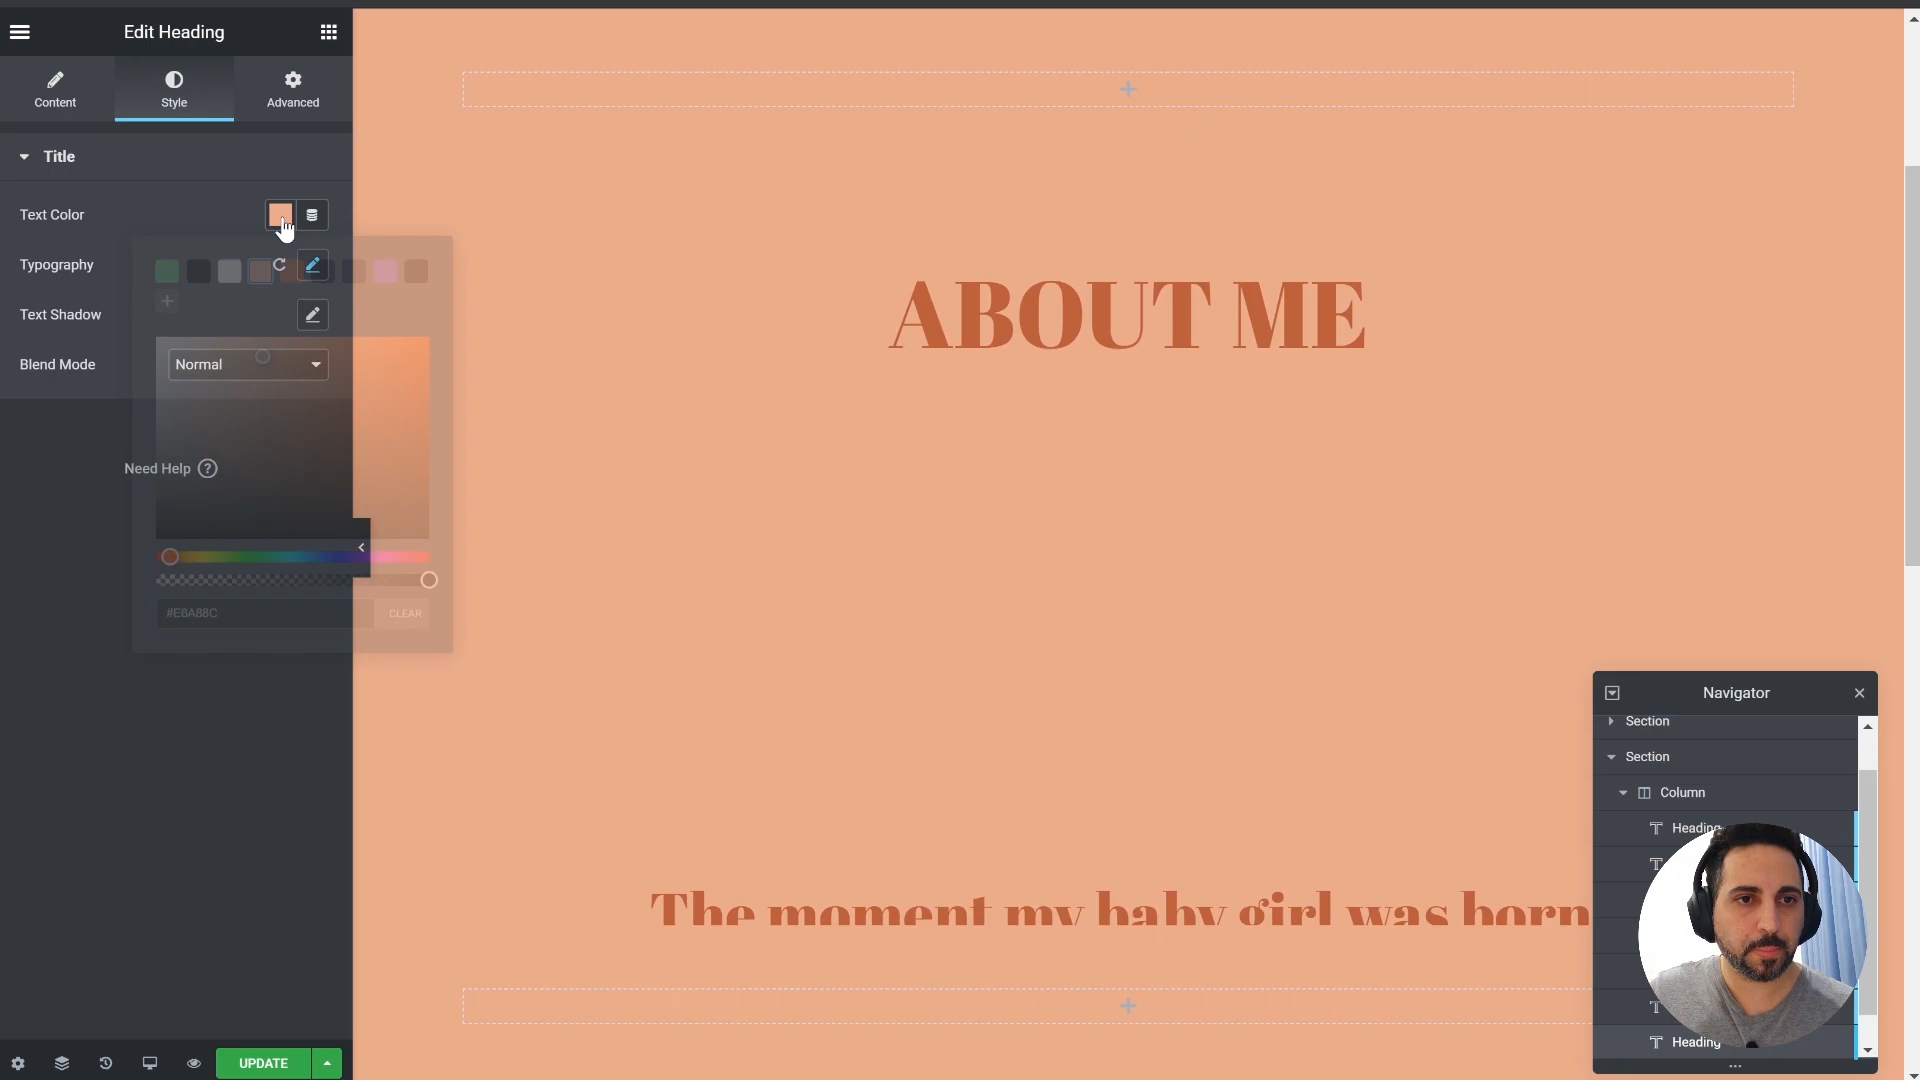 Edit Heading
Content
Style
Advanced
Title
Text Color
Typography
Text Shadow
Blend Mode
Normal
Need Help ?
#E6A88C
CLEAR
UPDATE
ABOUT ME
The moment my baby girl was born
Navigator
Section
Section
Column
Heading
Heading